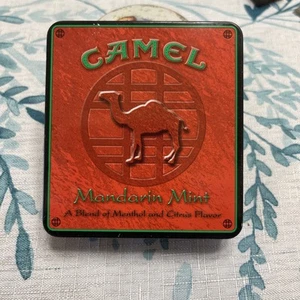 CAMEL
Mandarin Mint
A Blend of Menthol and Citrus Flavor